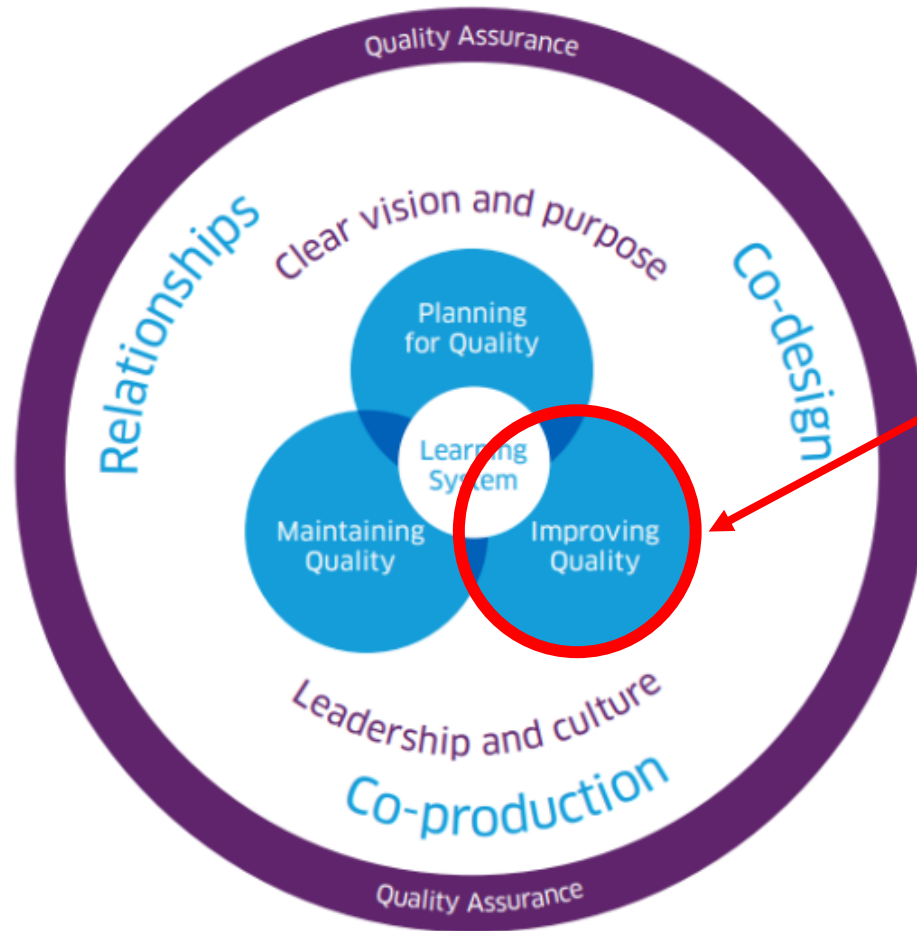 Quality Assurance
Clear vision and purpose
Relationships
Co-design
Planning
for Quality
Learning
System
Maintaining
Quality
Improving
Quality
Leadership and culture
Co-production
Quality Assurance